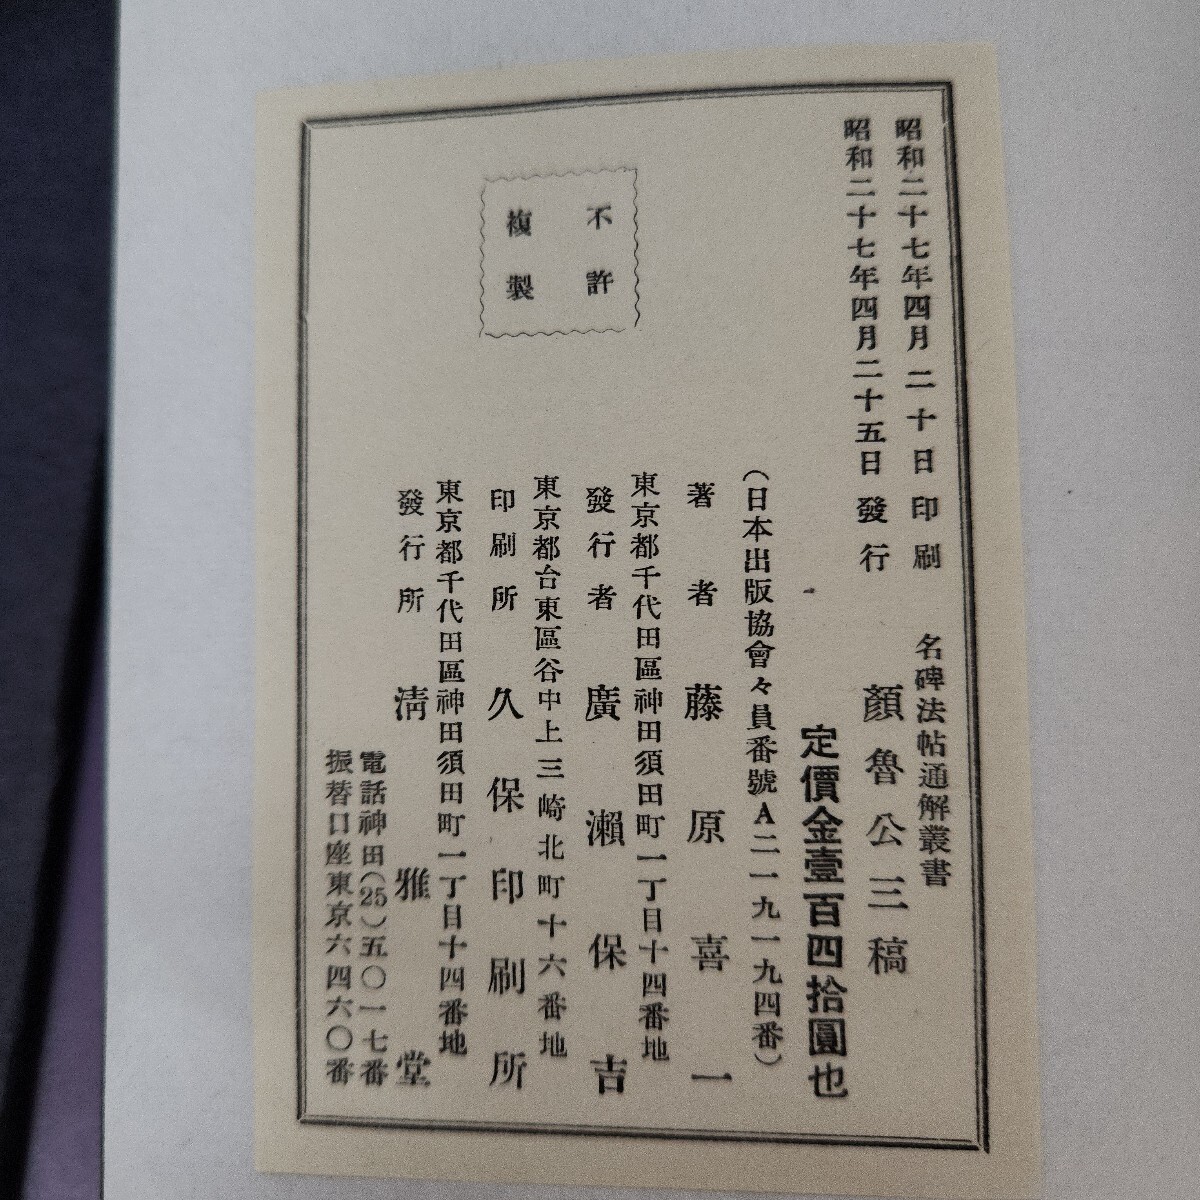 昭和二十七年四月二十日印刷
昭和二十七年四月二十五日發行
名碑法帖通解叢書
顏魯公三稿
定價金壹百四拾圓也
(日本出版協會々員番號A二一九一九四番)
著者 藤原喜一
東京都千代田區神田須田町一丁目十四番地
發行者 廣瀨保吉
東京都台東區谷中上三崎北町十六番地
印刷所 久保印刷所
東京都千代田區神田須田町一丁目十四番地
發行所 淸雅堂
電話神田(25)五〇一七番
振替口座東京六四六〇番
不許
複製